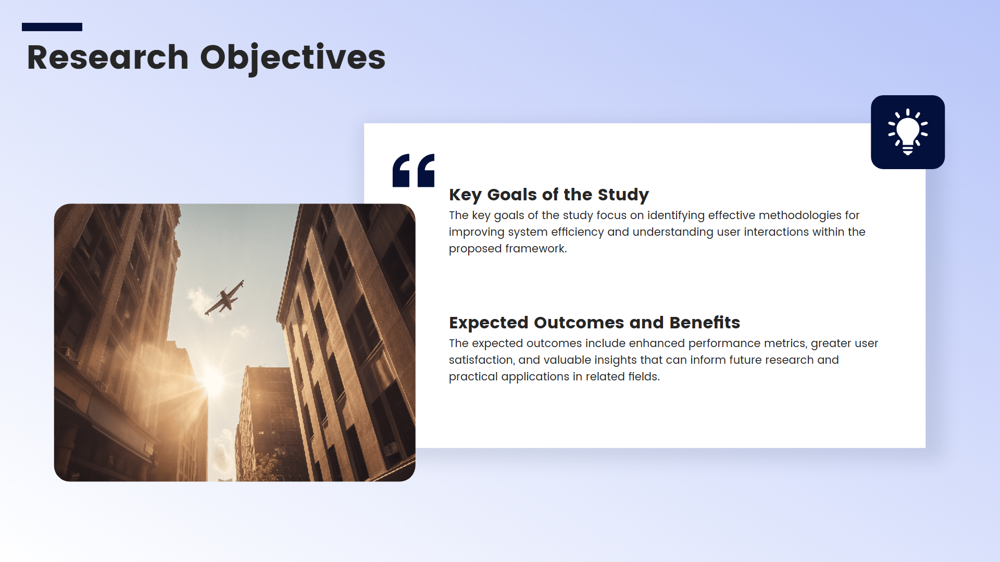 Research Objectives
Key Goals of the Study
The key goals of the study focus on identifying effective methodologies for
improving system efficiency and understanding user interactions within the
proposed framework.
Expected Outcomes and Benefits
The expected outcomes include enhanced performance metrics, greater user
satisfaction, and valuable insights that can inform future research and
practical applications in related fields.